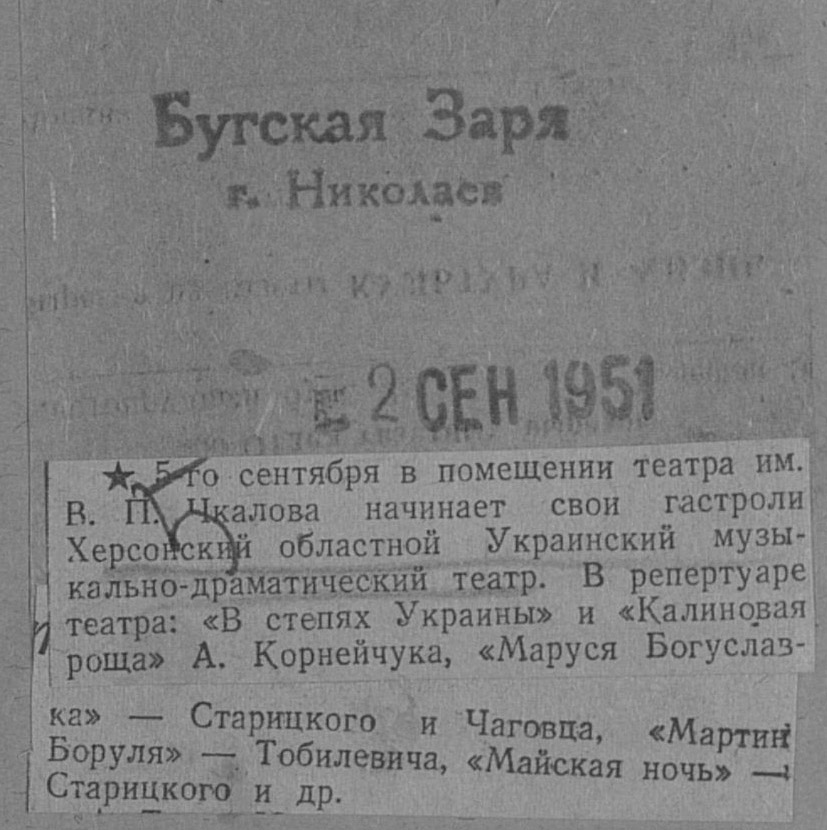 Бугская Заря
г. Николаев
2 СЕН 1951
★ 5-го сентября в помещении театра им.
В. П. Чкалова начинает свои гастроли
Херсонский областной Украинский музы-
кально-драматический театр. В репертуаре
театра: «В степях Украины» и «Калиновая
роща» А. Корнейчука, «Маруся Богуслав-
ка» — Старицкого и Чаговца, «Мартин
Боруля» — Тобилевича, «Майская ночь» —
Старицкого и др.